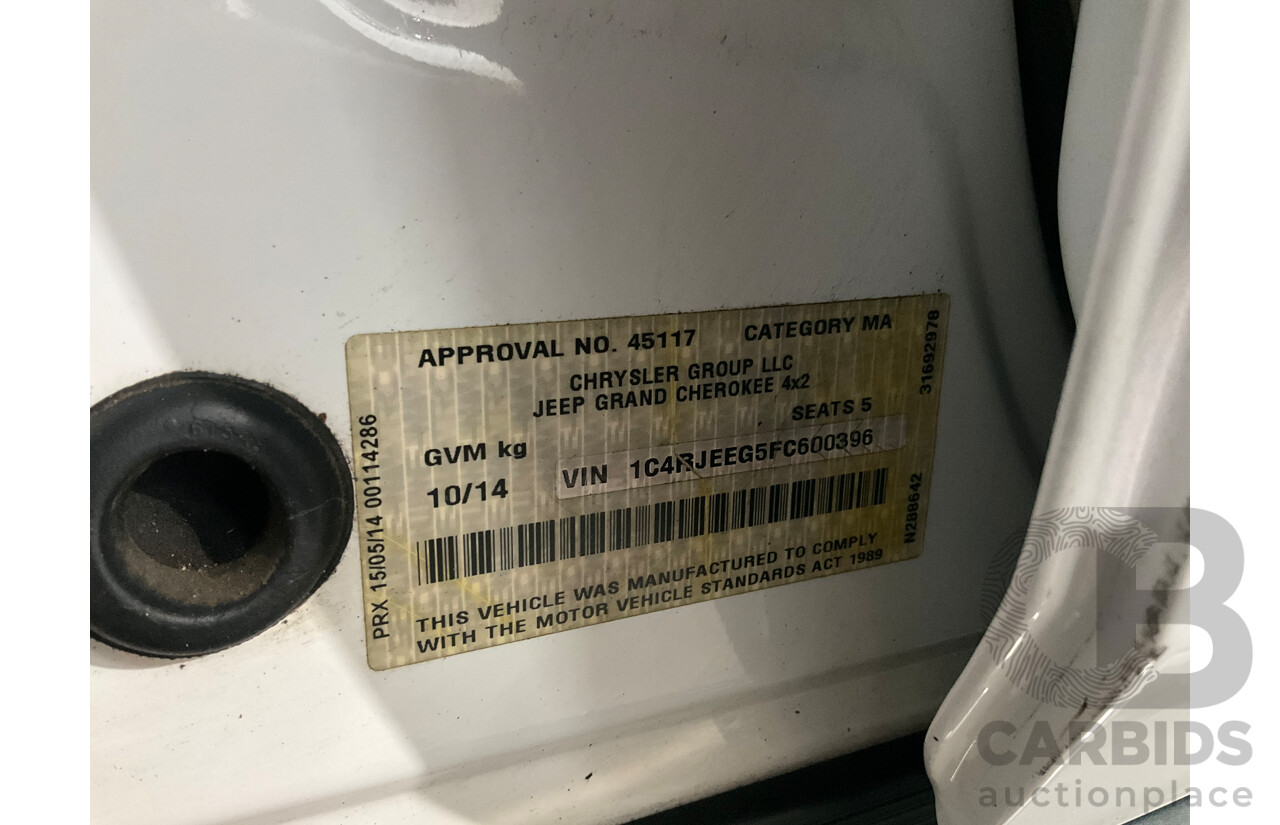 APPROVAL NO. 45117 CATEGORY MA
CHRYSLER GROUP LLC
JEEP GRAND CHEROKEE 4x2
SEATS 5
GVM kg
VIN 1C4RJEEG5FC600396
10/14
THIS VEHICLE WAS MANUFACTURED TO COMPLY
WITH THE MOTOR VEHICLE STANDARDS ACT 1989
PRX 15/05/14 00114286
31692978
N288642
CB
CARBIDS
auctionplace